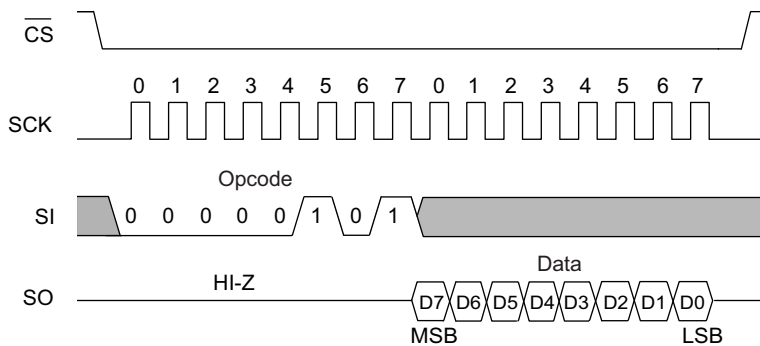 C̅S̅
0 1 2 3 4 5 6 7 0 1 2 3 4 5 6 7
SCK
Opcode
SI 0 0 0 0 0 1 0 1
Data
HI-Z
SO D7 D6 D5 D4 D3 D2 D1 D0
MSB LSB